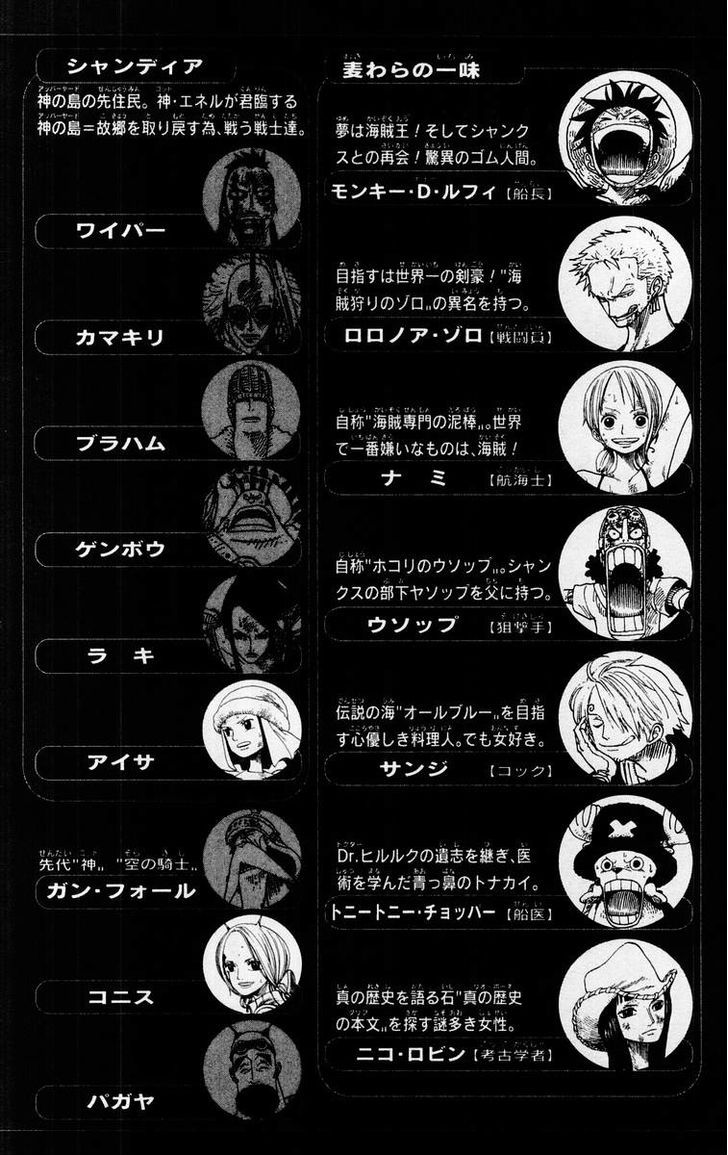 シャンディア
神の島の先住民。神・エネルが君臨する
神の島＝故郷を取り戻す為、戦う戦士達。
ワイパー
カマキリ
ブラハム
ゲンボウ
ラキ
アイサ
先代"神"。"空の騎士"。
ガン・フォール
コニス
パガヤ
麦わらの一味
夢は海賊王！そしてシャンク
スとの再会！驚異のゴム人間。
モンキー・D・ルフィ【船長】
目指すは世界一の剣豪！"海
賊狩りのゾロ"の異名を持つ。
ロロノア・ゾロ【戦闘員】
自称"海賊専門の泥棒"。世界
で一番嫌いなものは、海賊！
ナミ【航海士】
自称"ホコリのウソップ"。シャン
クスの部下ヤソップを父に持つ。
ウソップ【狙撃手】
伝説の海"オールブルー"を目指
す心優しき料理人。でも女好き。
サンジ【コック】
Dr.ヒルルクの遺志を継ぎ、医
術を学んだ青っ鼻のトナカイ。
トニートニー・チョッパー【船医】
真の歴史を語る石"真の歴史
の本文"を探す謎多き女性。
ニコ・ロビン【考古学者】